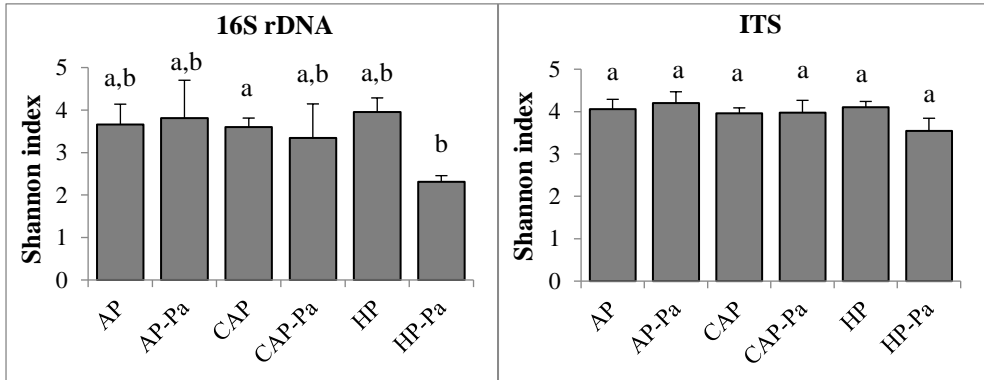 16S rDNA
Shannon index
5
4
3
2
1
0
a,b
a,b
a
a,b
a,b
b
AP
AP-Pa
CAP
CAP-Pa
HP
HP-Pa
ITS
Shannon index
5
4
3
2
1
0
a
a
a
a
a
a
AP
AP-Pa
CAP
CAP-Pa
HP
HP-Pa